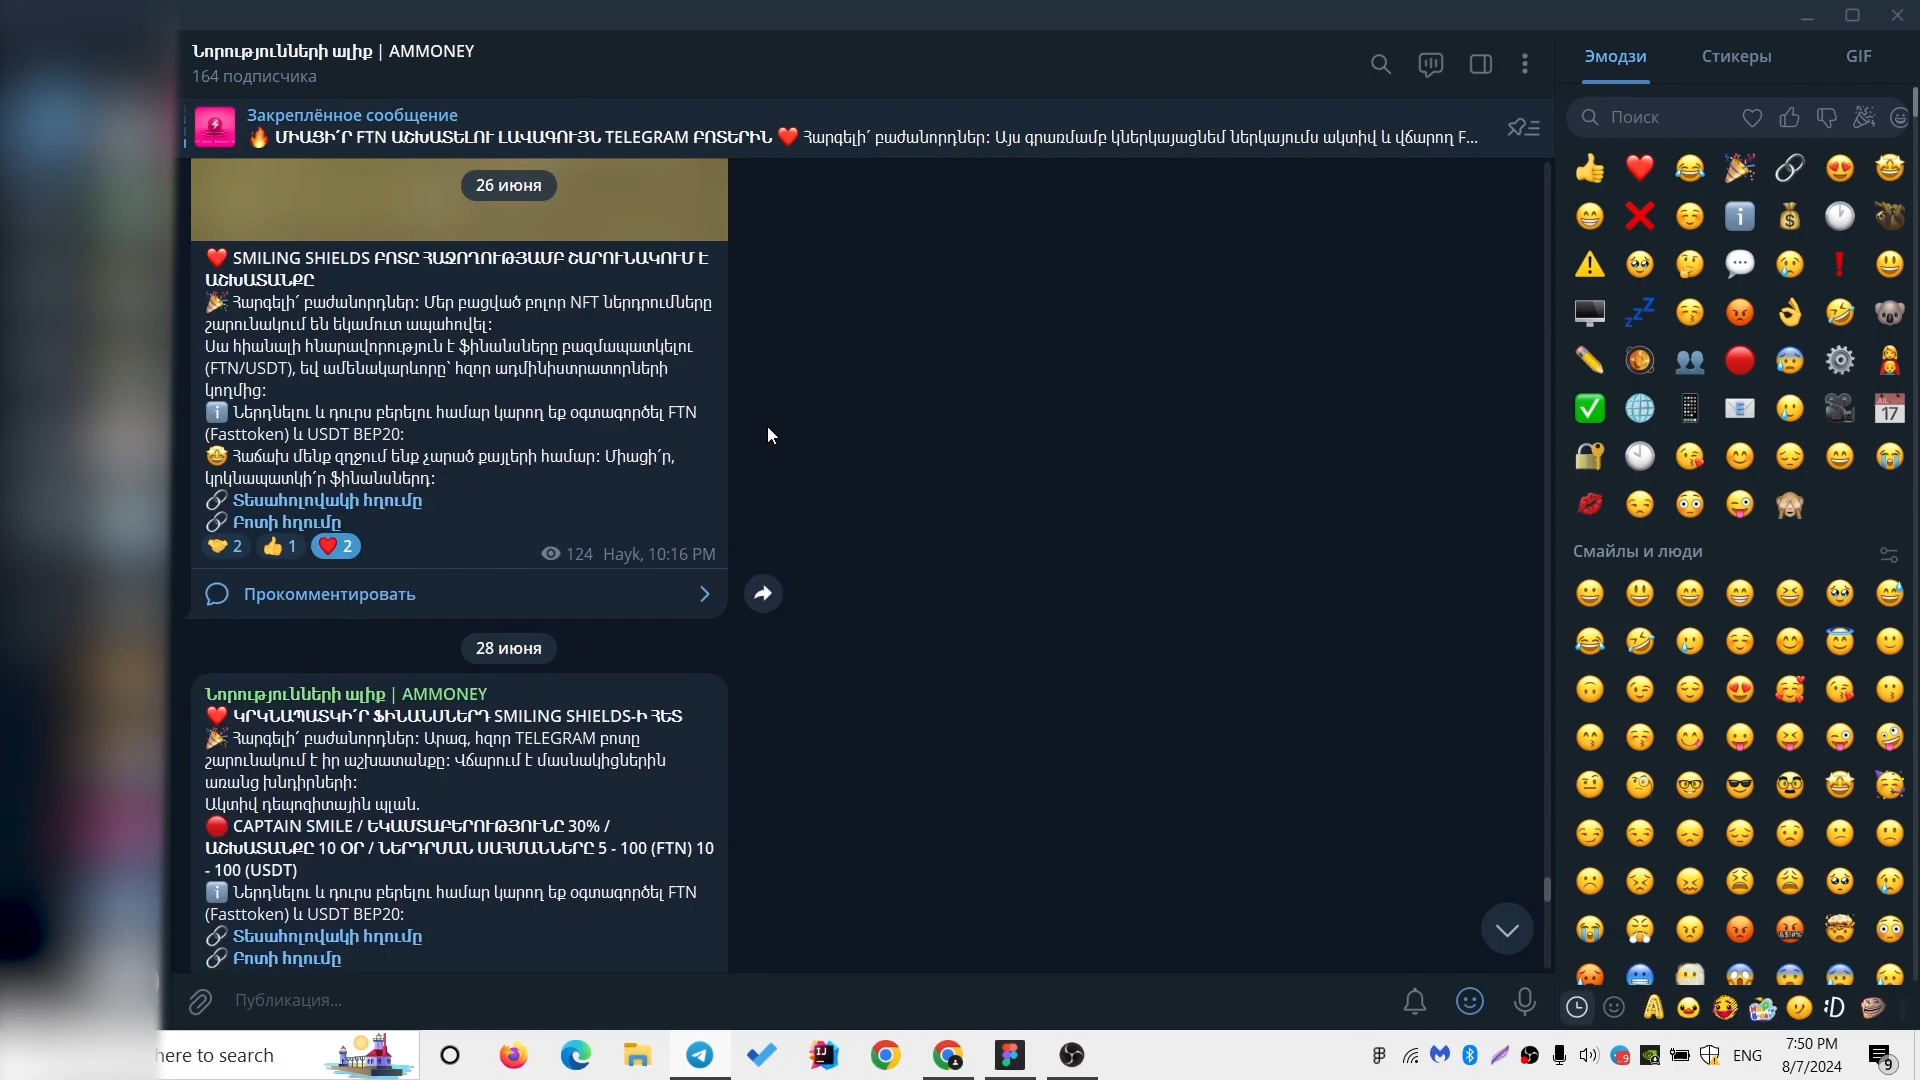 Նորությունների ալիք | AMMONEY
164 подписчика
Закреплённое сообщение
🔥 ՄԻԱՑԻ՛Ր FTN ԱՇԽԱՏԵԼՈՒ ԼԱՎԱԳՈՒՅՆ TELEGRAM ԲՈՏԵՐԻՆ ❤️ Հարգելի՛ բաժանորդներ: Այս գրառմամբ կներկայացնեմ ներկայումս ակտիվ և վճարող F...
26 июня
❤️ SMILING SHIELDS ԲՈՏԸ ՀԱՋՈՂՈՒԹՅԱՄԲ ՇԱՐՈՒՆԱԿՈՒՄ Է
ԱՇԽԱՏԱՆՔԸ
🎉 Հարգելի՛ բաժանորդներ: Մեր բացված բոլոր NFT ներդրումները
շարունակում են եկամուտ ապահովել:
Սա հիանալի հնարավորություն է ֆինանսները բազմապատկելու
(FTN/USDT), եվ ամենակարևորը՝ հզոր ադմինիստրատորների
կողմից:
ℹ️ Ներդնելու և դուրս բերելու համար կարող եք օգտագործել FTN
(Fasttoken) և USDT BEP20:
🤩 Հաճախ մենք զղջում ենք չարած քայլերի համար: Միացի՛ր,
կրկնապատկի՛ր ֆինանսներդ:
🔗 Տեսահոլովակի հղումը
🔗 Բոտի հղումը
🤝 2 👍 1 ❤️ 2
124 Hayk, 10:16 PM
Прокомментировать
28 июня
Նորությունների ալիք | AMMONEY
❤️ ԿՐԿՆԱՊԱՏԿԻ՛Ր ՖԻՆԱՆՍՆԵՐԴ SMILING SHIELDS-Ի ՀԵՏ
🎉 Հարգելի՛ բաժանորդներ: Արագ, հզոր TELEGRAM բոտը
շարունակում է իր աշխատանքը: Վճարում է մասնակիցներին
առանց խնդիրների:
Ակտիվ դեպոզիտային պլան.
🔴 CAPTAIN SMILE / ԵԿԱՄՏԱԲԵՐՈՒԹՅՈՒՆԸ 30% /
ԱՇԽԱՏԱՆՔԸ 10 ՕՐ / ՆԵՐԴՐՄԱՆ ՍԱՀՄԱՆՆԵՐԸ 5 - 100 (FTN) 10
- 100 (USDT)
ℹ️ Ներդնելու և դուրս բերելու համար կարող եք օգտագործել FTN
(Fasttoken) և USDT BEP20:
🔗 Տեսահոլովակի հղումը
🔗 Բոտի հղումը
Публикация...
Эмодзи
Стикеры
GIF
Поиск
Смайлы и люди
here to search
ENG
7:50 PM
8/7/2024
9